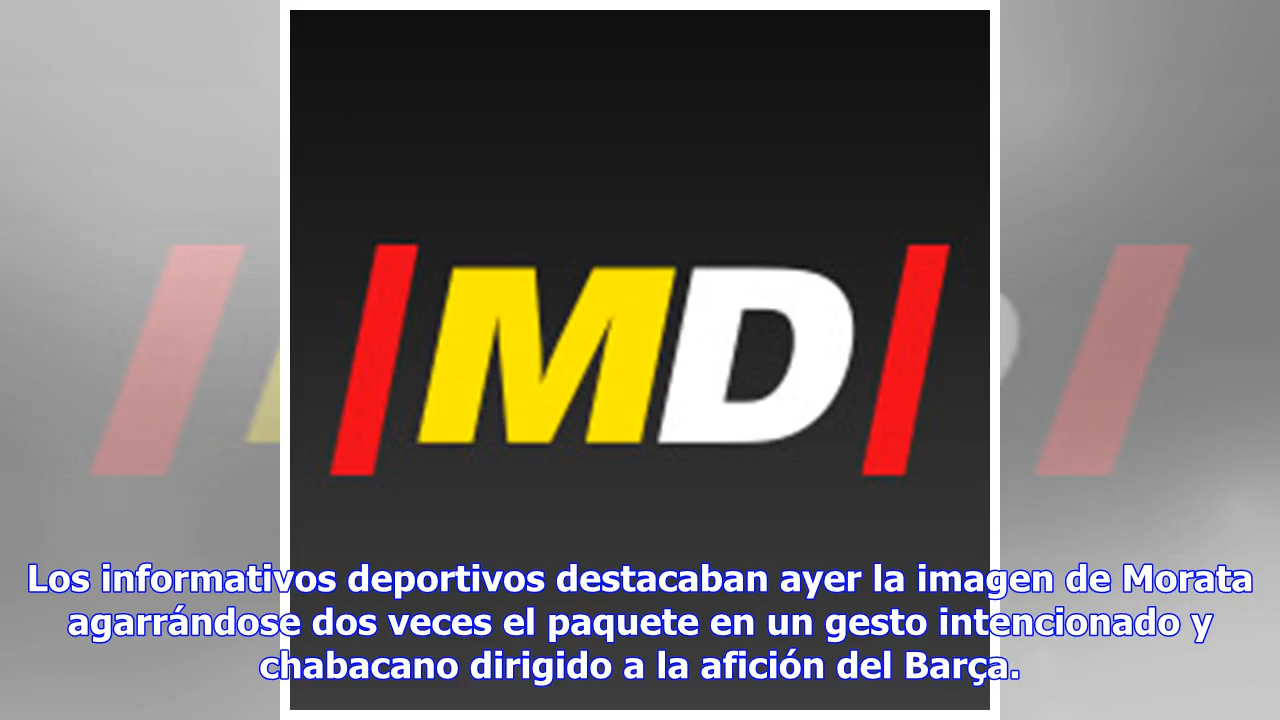 |MD|
Los informativos deportivos destacaban ayer la imagen de Morata
agarrándose dos veces el paquete en un gesto intencionado y
chabacano dirigido a la afición del Barça.